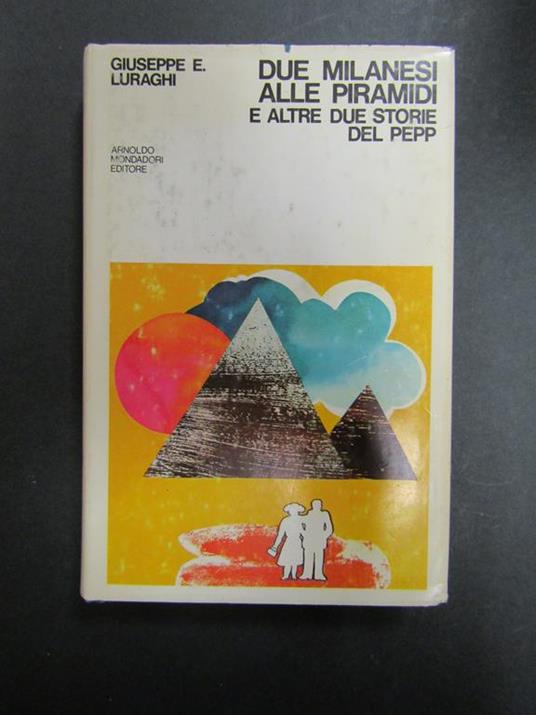 GIUSEPPE E.
LURAGHI
ARNOLDO
MONDADORI
EDITORE
DUE MILANESI
ALLE PIRAMIDI
E ALTRE DUE STORIE
DEL PEPP